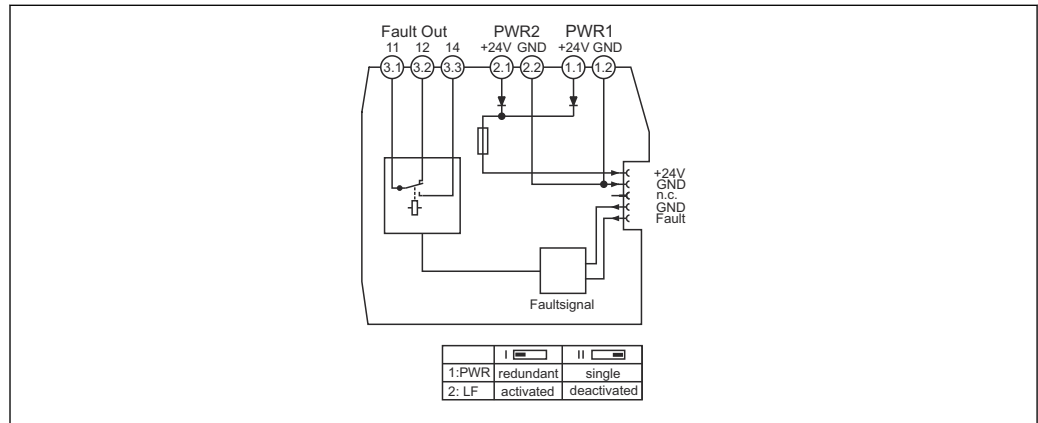 Fault Out PWR2 PWR1
11 12 14 +24V GND +24V GND
3.1 3.2 3.3 2.1 2.2 1.1 1.2
+24V
GND
n.c.
GND
Fault
Faultsignal
I II
1:PWR redundant single
2: LF activated deactivated